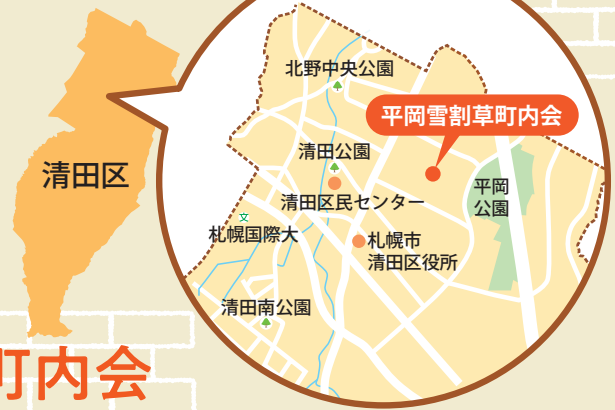 清田区
北野中央公園
平岡雪割草町内会
清田公園
清田区民センター
平岡
公園
札幌国際大
札幌市
清田区役所
清田南公園
文
町内会